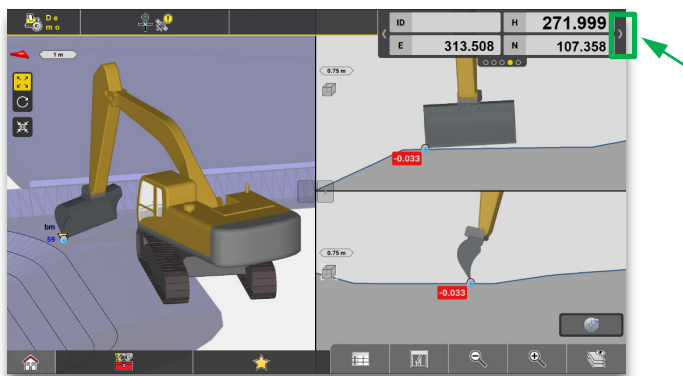 De
mo
ID
H 271.999
E 313.508
N 107.358
1 m
0.75 m
-0.033
bm
59
0.75 m
-0.033